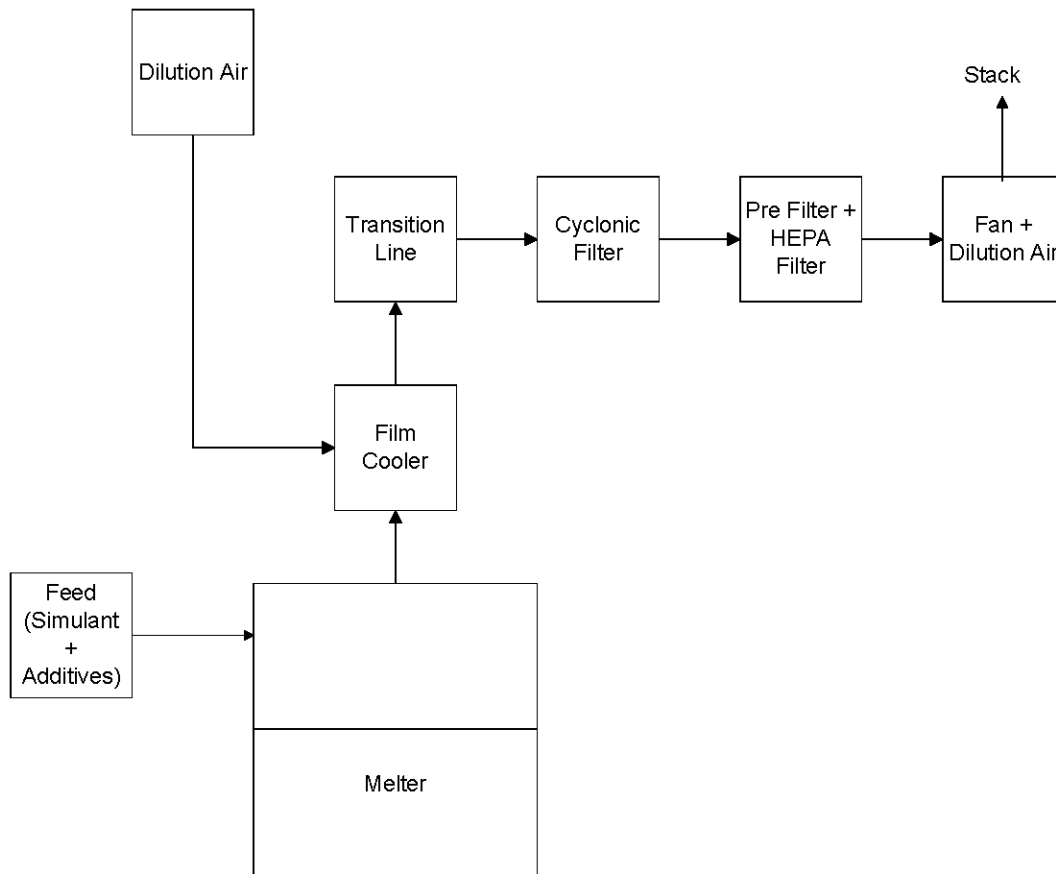 Dilution Air
Stack
Transition
Line
Cyclonic
Filter
Pre Filter +
HEPA
Filter
Fan +
Dilution Air
Film
Cooler
Feed
(Simulant
+
Additives)
Melter